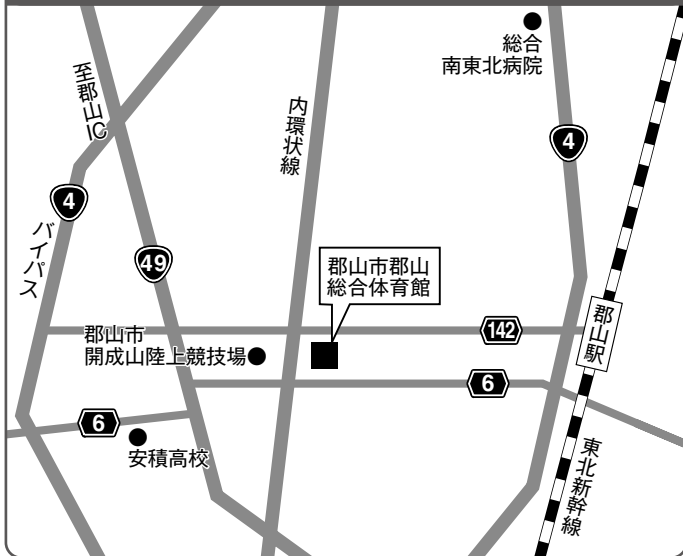 総合
南東北病院
至郡山IC
内環状線
4
4
バイパス
49
郡山市郡山
総合体育館
郡山市
開成山陸上競技場
142
郡山駅
6
6
安積高校
東北新幹線